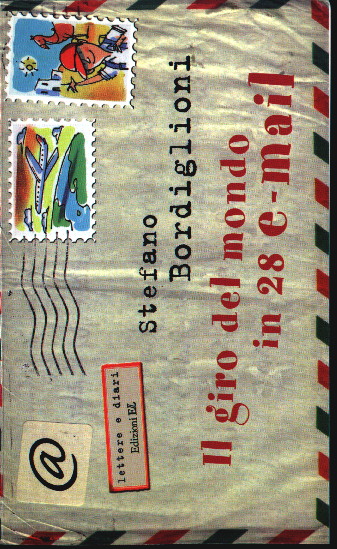 Stefano
Bordiglioni
Il giro del mondo
in 28 e-mail
lettere e diari
Edizioni EL
@